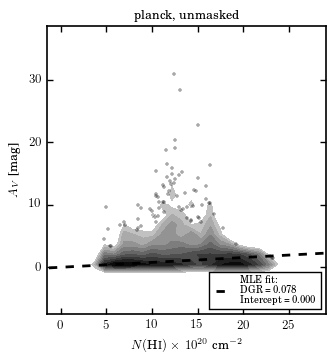 planck, unmasked
30
20
10
0
A_V [mag]
MLE fit:
DGR = 0.078
Intercept = 0.000
0 5 10 15 20 25
N(HI) × 10^20 cm^−2